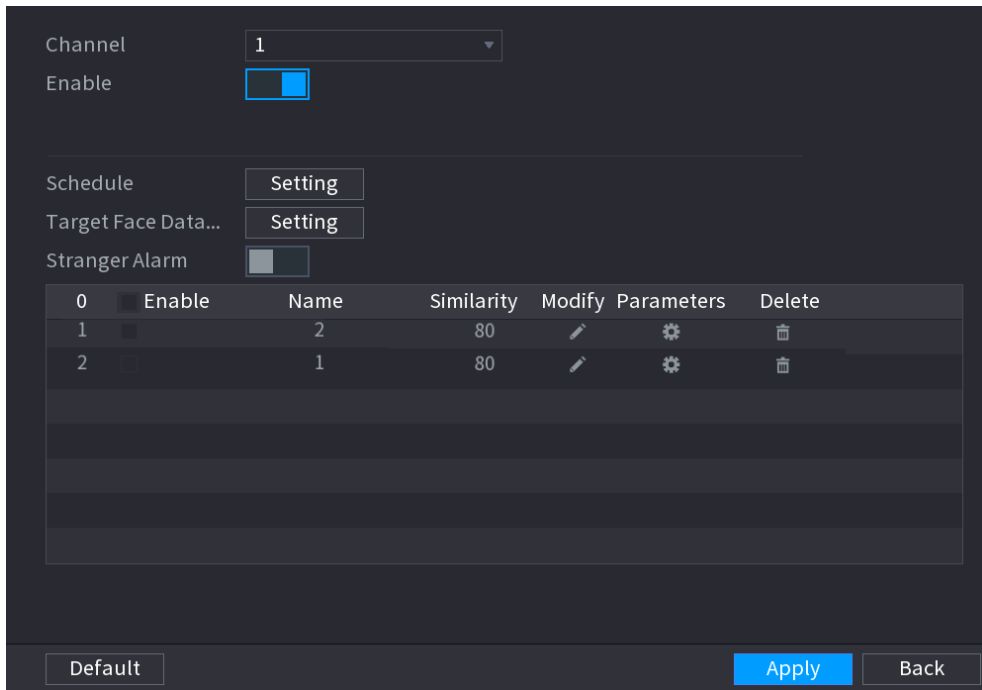 Channel 1
Enable
Schedule Setting
Target Face Data... Setting
Stranger Alarm
0 Enable Name Similarity Modify Parameters Delete
1 2 80
2 1 80
Default Apply Back